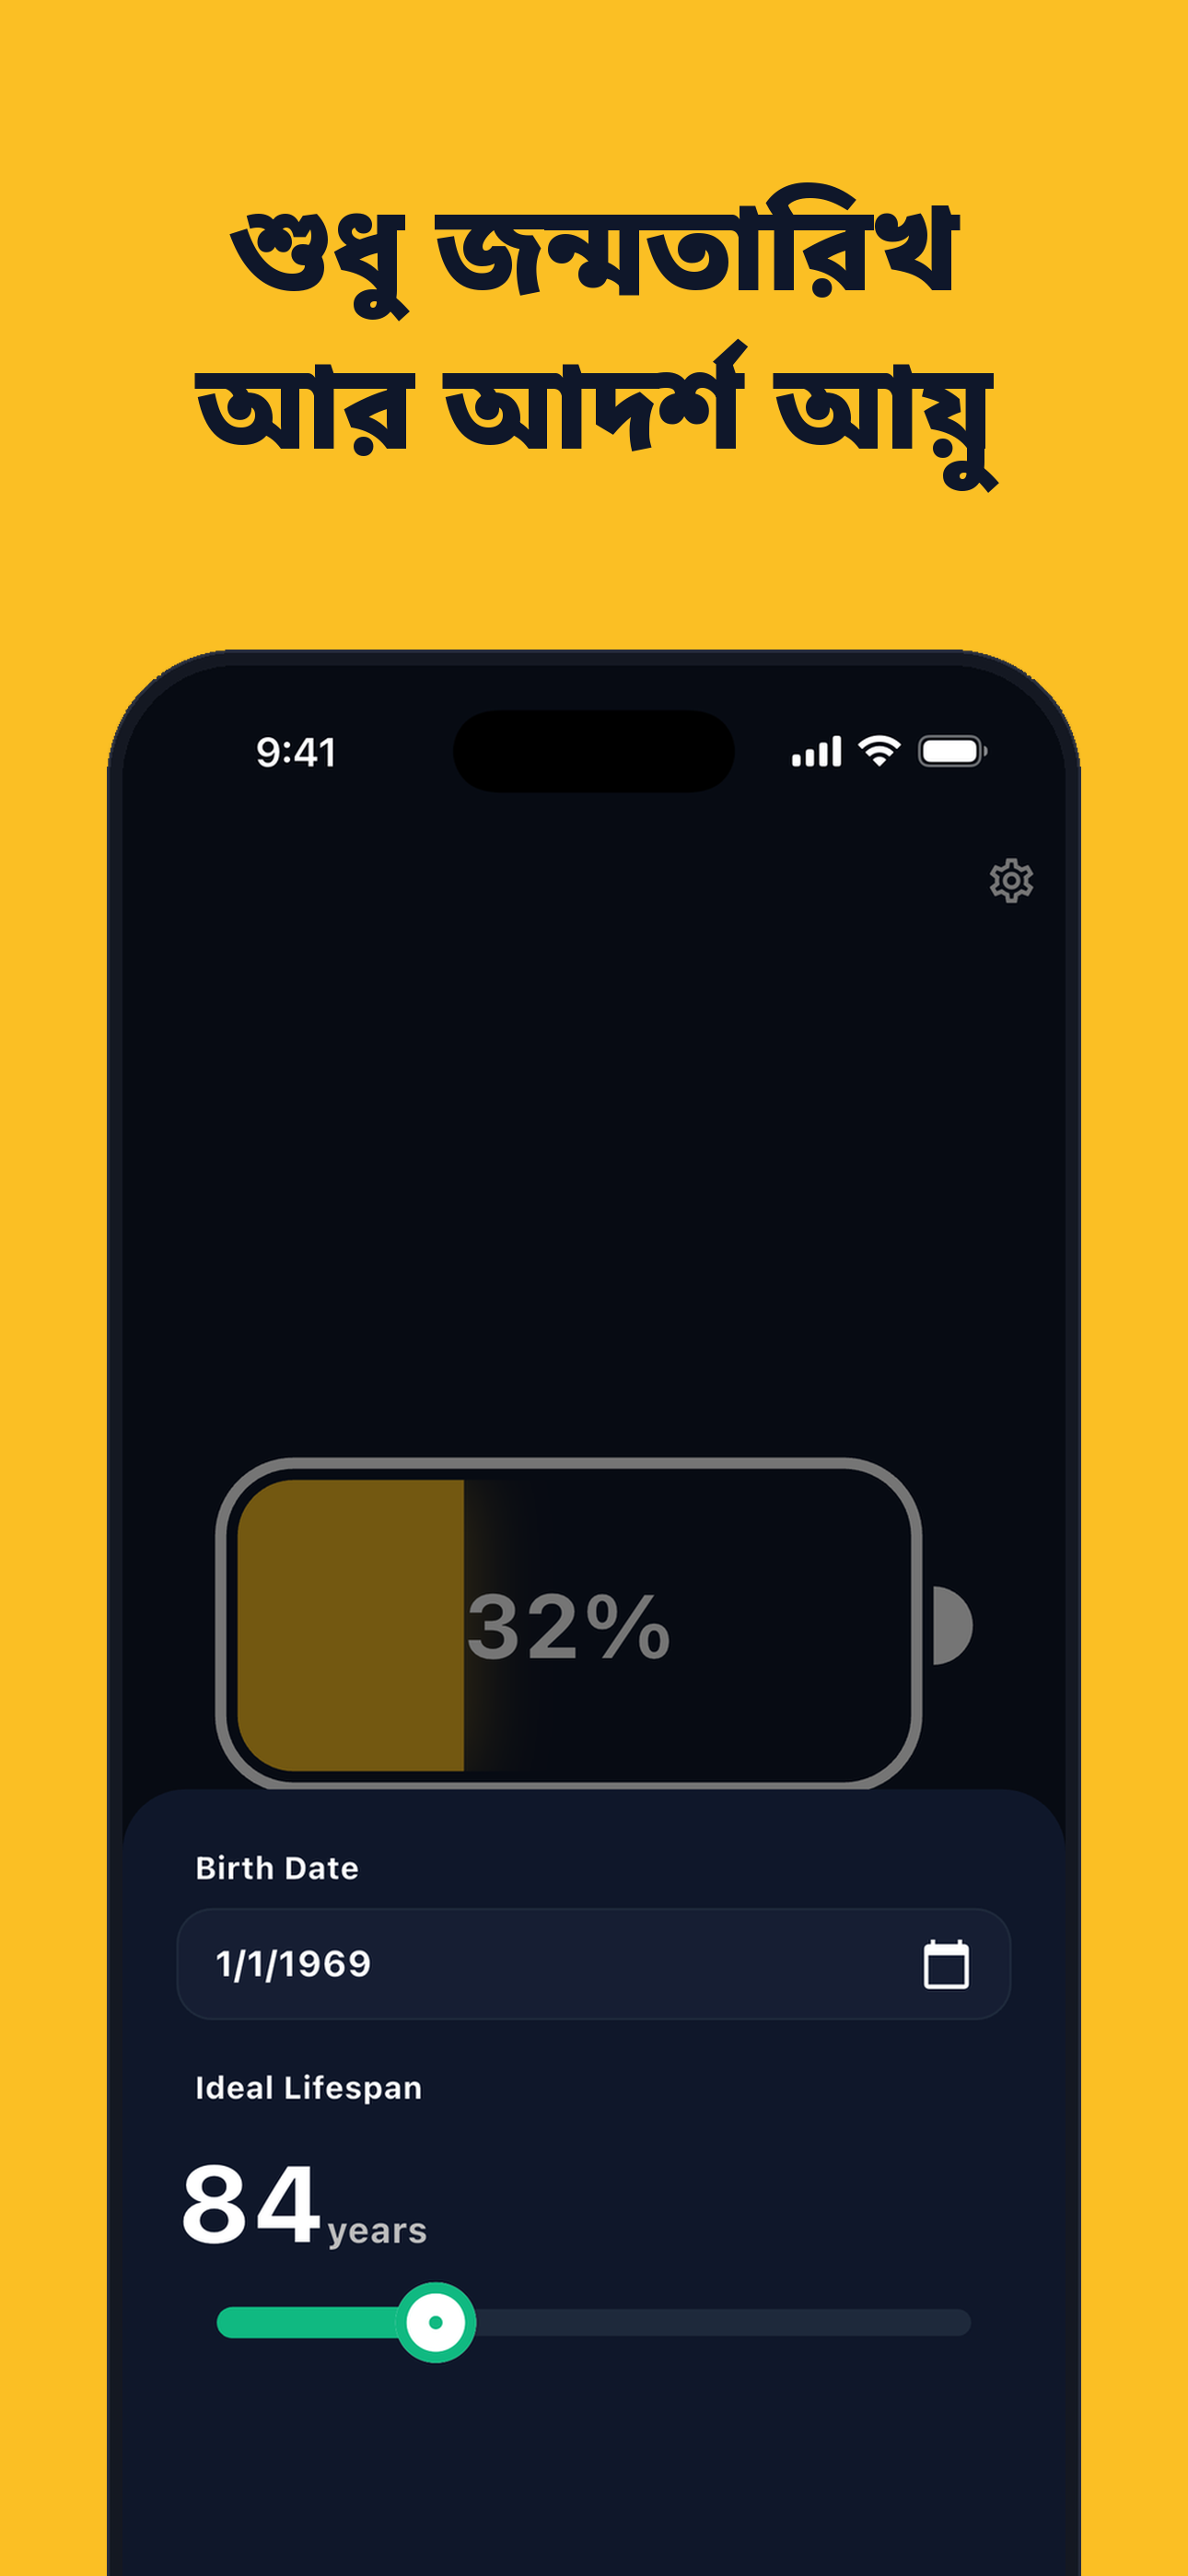 শুধু জন্মতারিখ
আর আদর্শ আয়ু
9:41
32%
Birth Date
1/1/1969
Ideal Lifespan
84 years